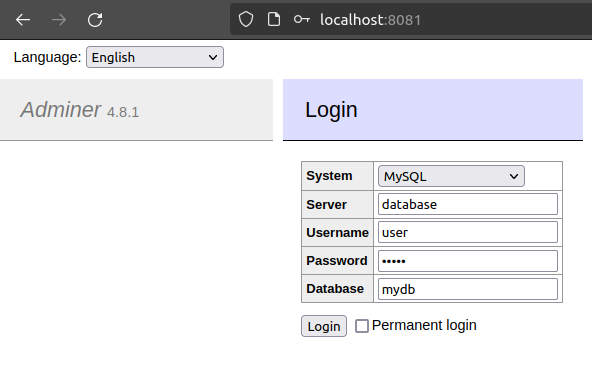 localhost:8081
Language: English
Adminer 4.8.1
Login
System MySQL
Server database
Username user
Password •••••
Database mydb
Login Permanent login